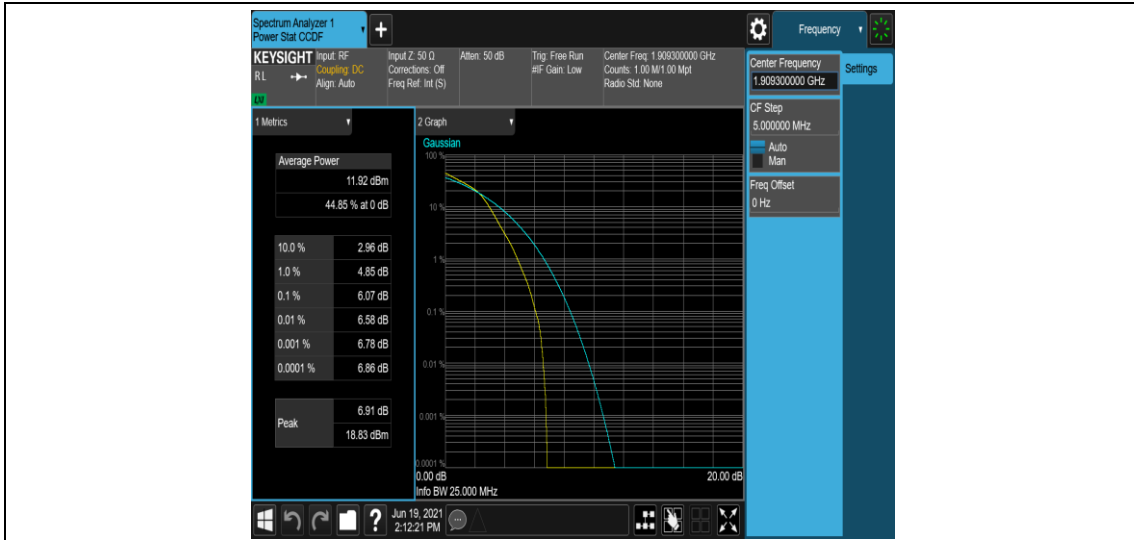 Spectrum Analyzer 1
Power Stat CCDF
+
Frequency
KEYSIGHT
RL
Input: RF
Coupling: DC
Align: Auto
Input Z: 50 Ω
Corrections: Off
Freq Ref: Int (S)
Atten: 50 dB
Trig: Free Run
#IF Gain: Low
Center Freq: 1.909300000 GHz
Counts: 1.00 M/1.00 Mpt
Radio Std: None
Center Frequency
1.909300000 GHz
Settings
CF Step
5.000000 MHz
Auto
Man
Freq Offset
0 Hz
1 Metrics
Average Power
11.92 dBm
44.85 % at 0 dB
10.0 % 2.96 dB
1.0 % 4.85 dB
0.1 % 6.07 dB
0.01 % 6.58 dB
0.001 % 6.78 dB
0.0001 % 6.86 dB
Peak
6.91 dB
18.83 dBm
2 Graph
Gaussian
100 %
10 %
1 %
0.1 %
0.01 %
0.001 %
0.0001 %
0.00 dB 20.00 dB
Info BW 25.000 MHz
?
Jun 19, 2021
2:12:21 PM